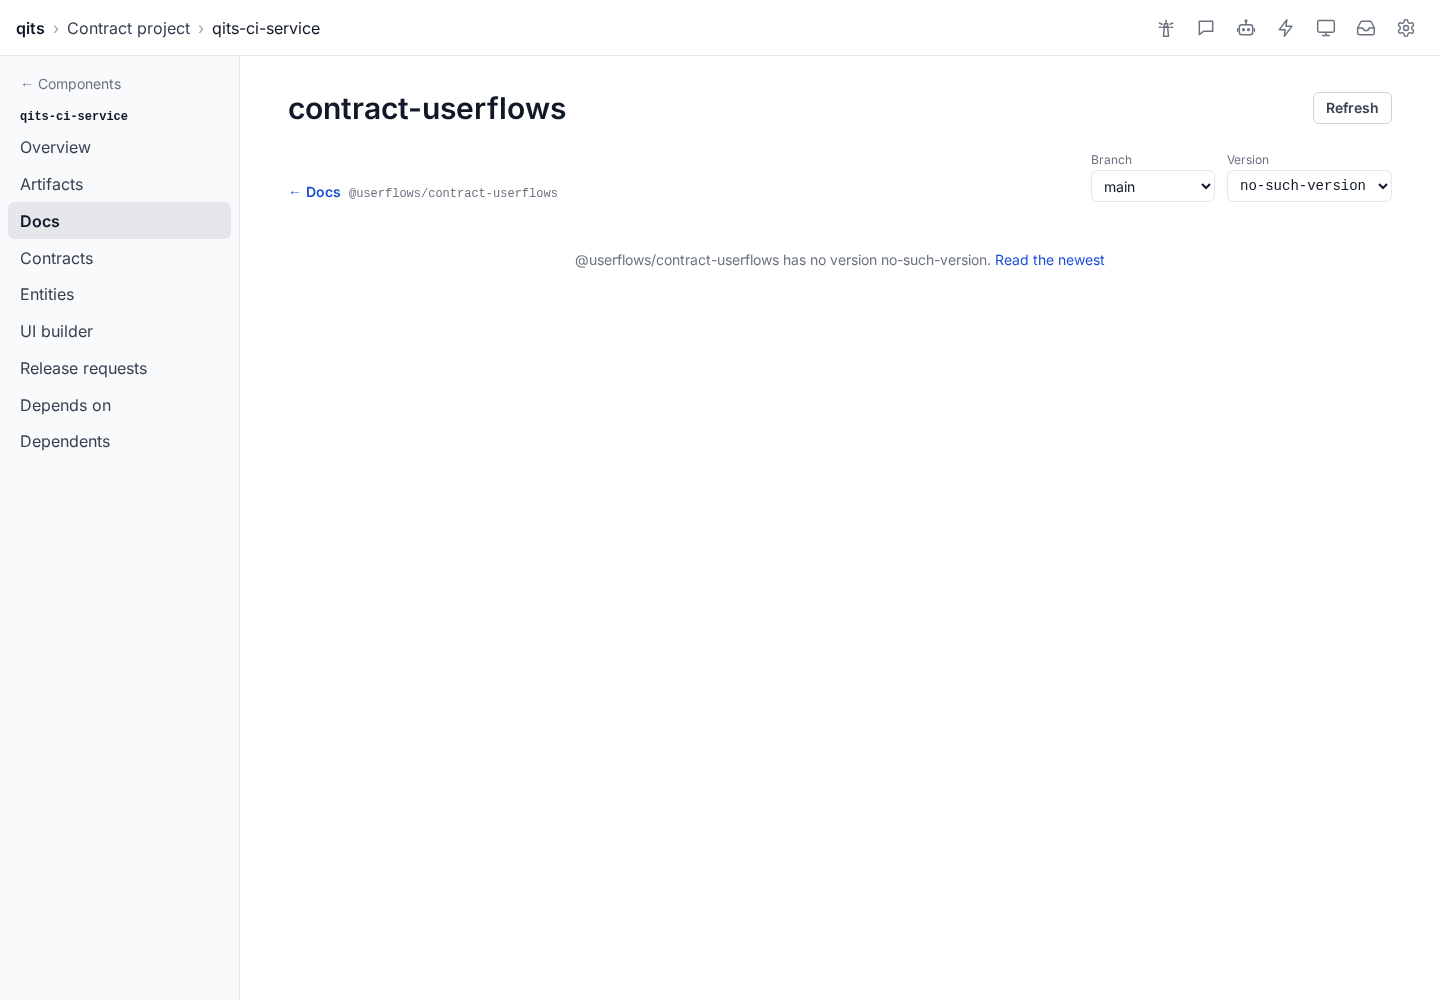 qits › Contract project › qits-ci-service
← Components
qits-ci-service
Overview
Artifacts
Docs
Contracts
Entities
UI builder
Release requests
Depends on
Dependents
contract-userflows
Refresh
Branch
Version
← Docs @userflows/contract-userflows
main
no-such-version
@userflows/contract-userflows has no version no-such-version. Read the newest